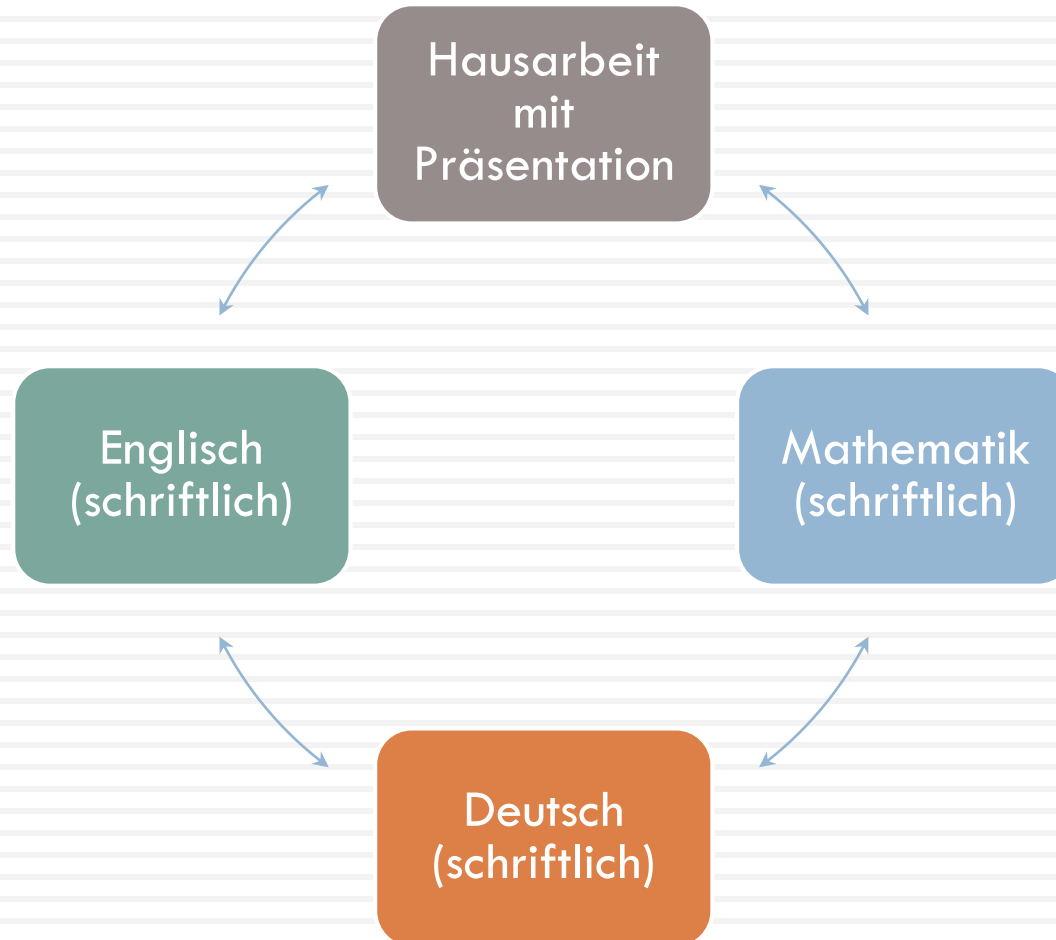 Hausarbeit
mit
Präsentation
Englisch
(schriftlich)
Mathematik
(schriftlich)
Deutsch
(schriftlich)